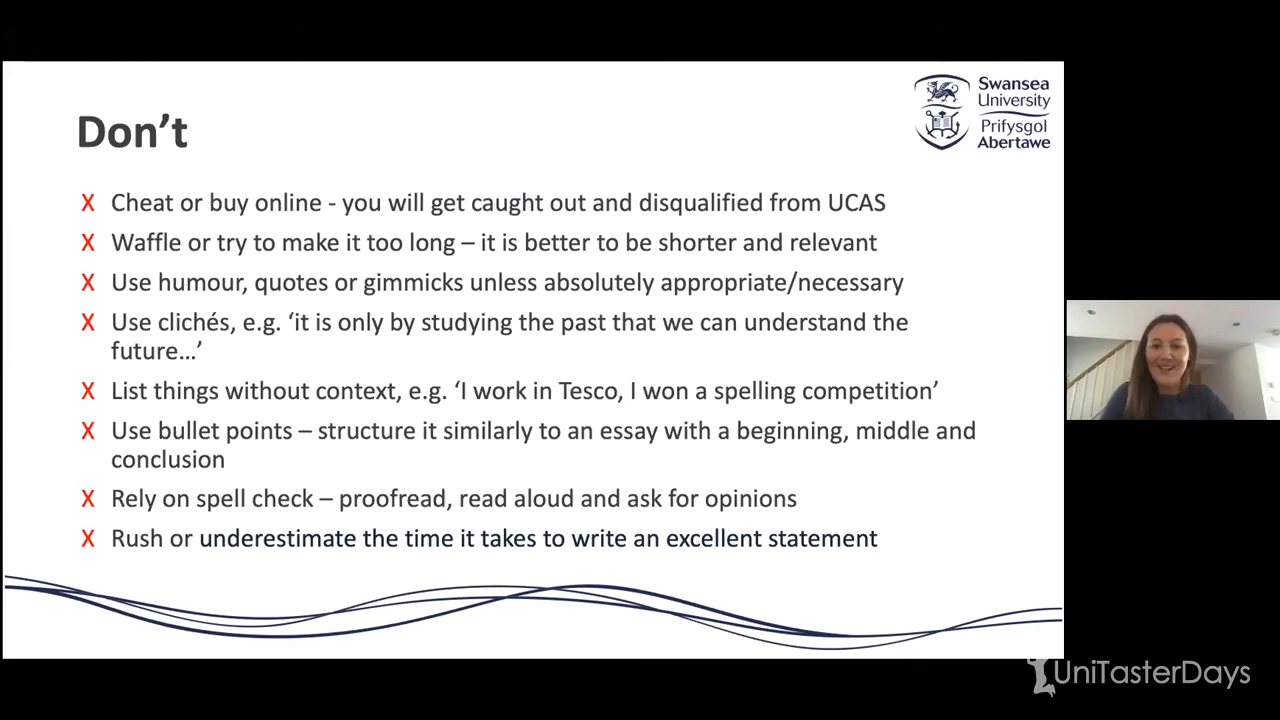 Swansea
University
Prifysgol
Abertawe
Don’t
X Cheat or buy online - you will get caught out and disqualified from UCAS
X Waffle or try to make it too long – it is better to be shorter and relevant
X Use humour, quotes or gimmicks unless absolutely appropriate/necessary
X Use clichés, e.g. ‘it is only by studying the past that we can understand the
future…’
X List things without context, e.g. ‘I work in Tesco, I won a spelling competition’
X Use bullet points – structure it similarly to an essay with a beginning, middle and
conclusion
X Rely on spell check – proofread, read aloud and ask for opinions
X Rush or underestimate the time it takes to write an excellent statement
UniTasterDays